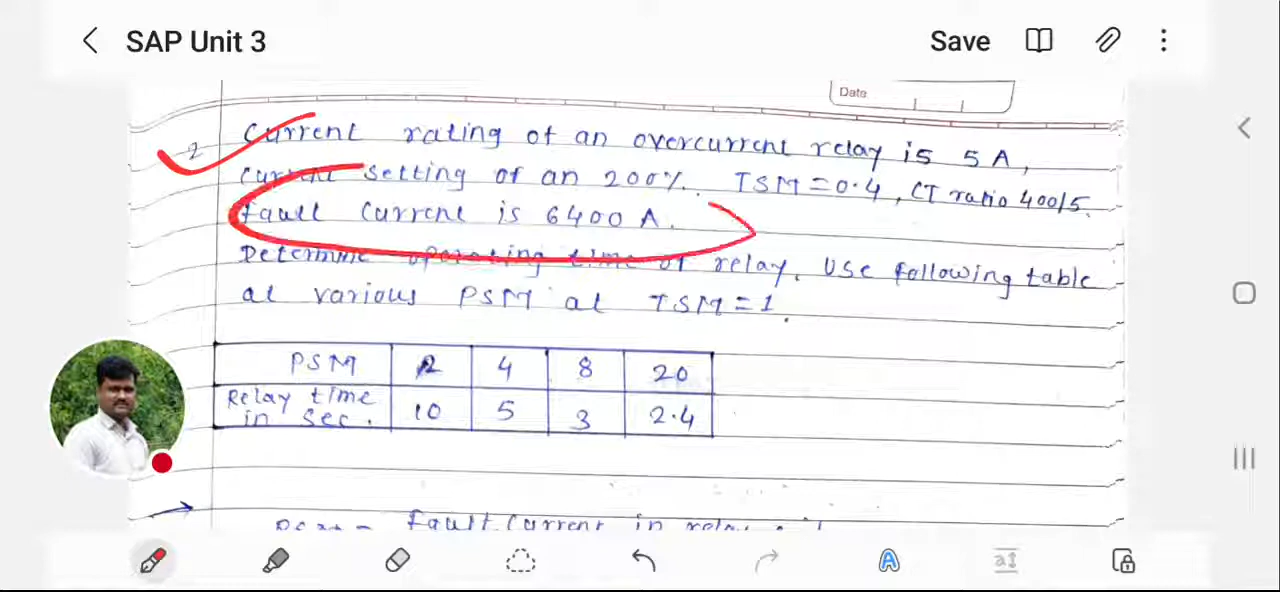 SAP Unit 3
Save
Date
2 Current rating of an overcurrent relay is 5 A,
Current setting of an 200%. TSM = 0.4, CT ratio 400/5.
fault current is 6400 A.
Determine operating time of relay. Use following table
at various PSM at TSM = 1.
PSM 2 4 8 20
Relay time in sec. 10 5 3 2.4
fault current in relay